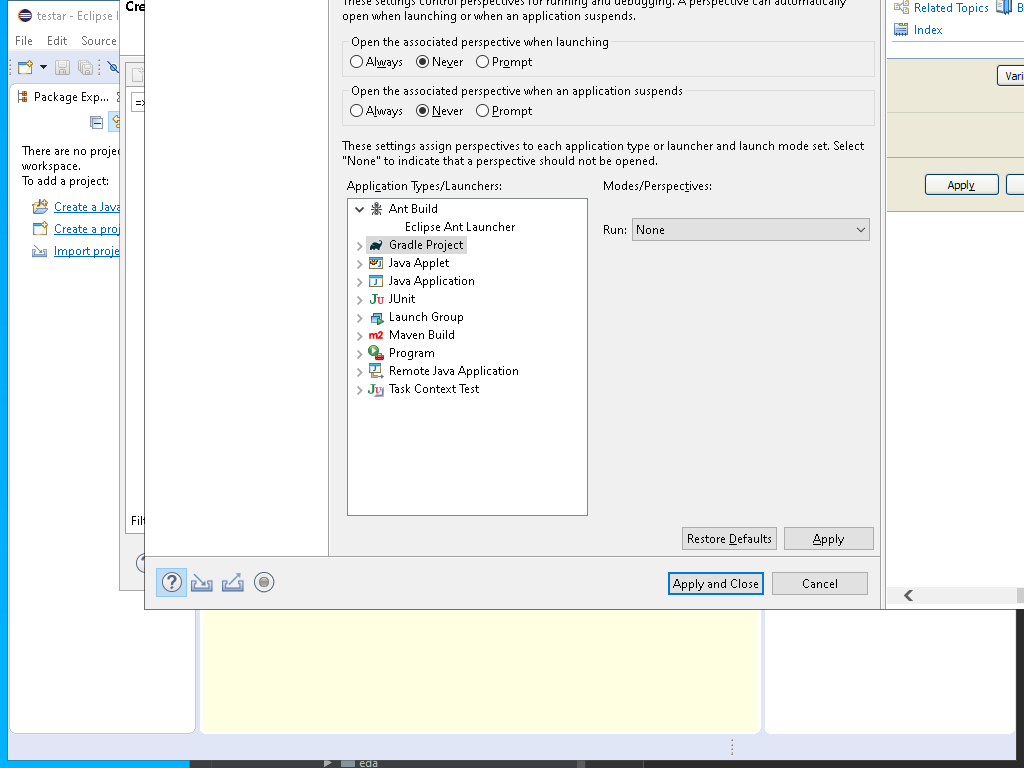 testar - Eclipse I
File Edit Source
Package Exp...
There are no proje
workspace.
To add a project:
Create a Java
Create a proj
Import proje
Cre
=>
Filt
These settings control perspectives for running and debugging. A perspective can automatically
open when launching or when an application suspends.
Open the associated perspective when launching
Always Never Prompt
Open the associated perspective when an application suspends
Always Never Prompt
These settings assign perspectives to each application type or launcher and launch mode set. Select
"None" to indicate that a perspective should not be opened.
Application Types/Launchers:
Ant Build
Eclipse Ant Launcher
Gradle Project
Java Applet
Java Application
JUnit
Launch Group
Maven Build
Program
Remote Java Application
Task Context Test
Modes/Perspectives:
Run: None
Restore Defaults Apply
Apply and Close Cancel
Related Topics B
Index
Vari
Apply
eda